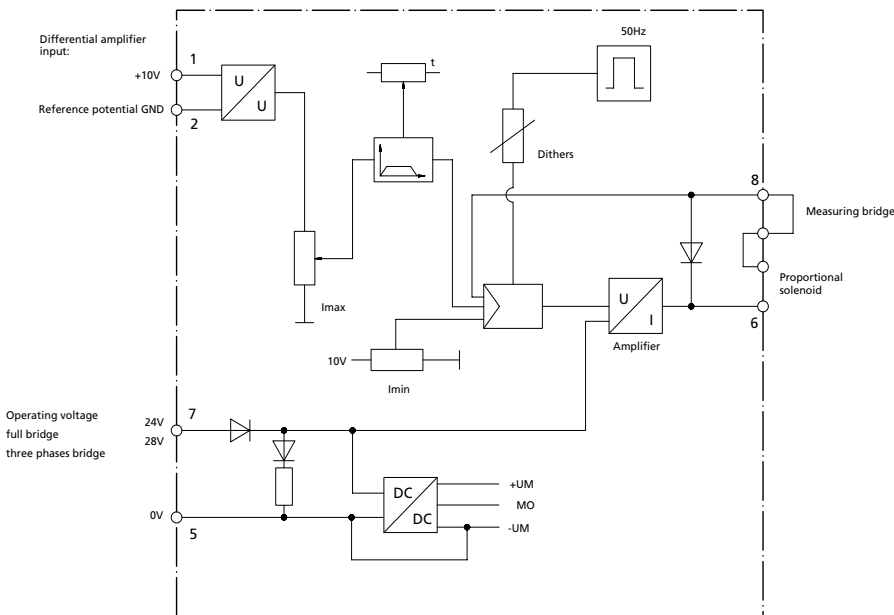 50Hz
Differential amplifier
input:
1
t
+10V
U
U
Reference potential GND
2
Dithers
8
Measuring bridge
Proportional
solenoid
Imax
U
I
6
Amplifier
10V
Imin
7
Operating voltage
24V
full bridge
28V
three phases bridge
DC
DC
+UM
MO
-UM
0V
5